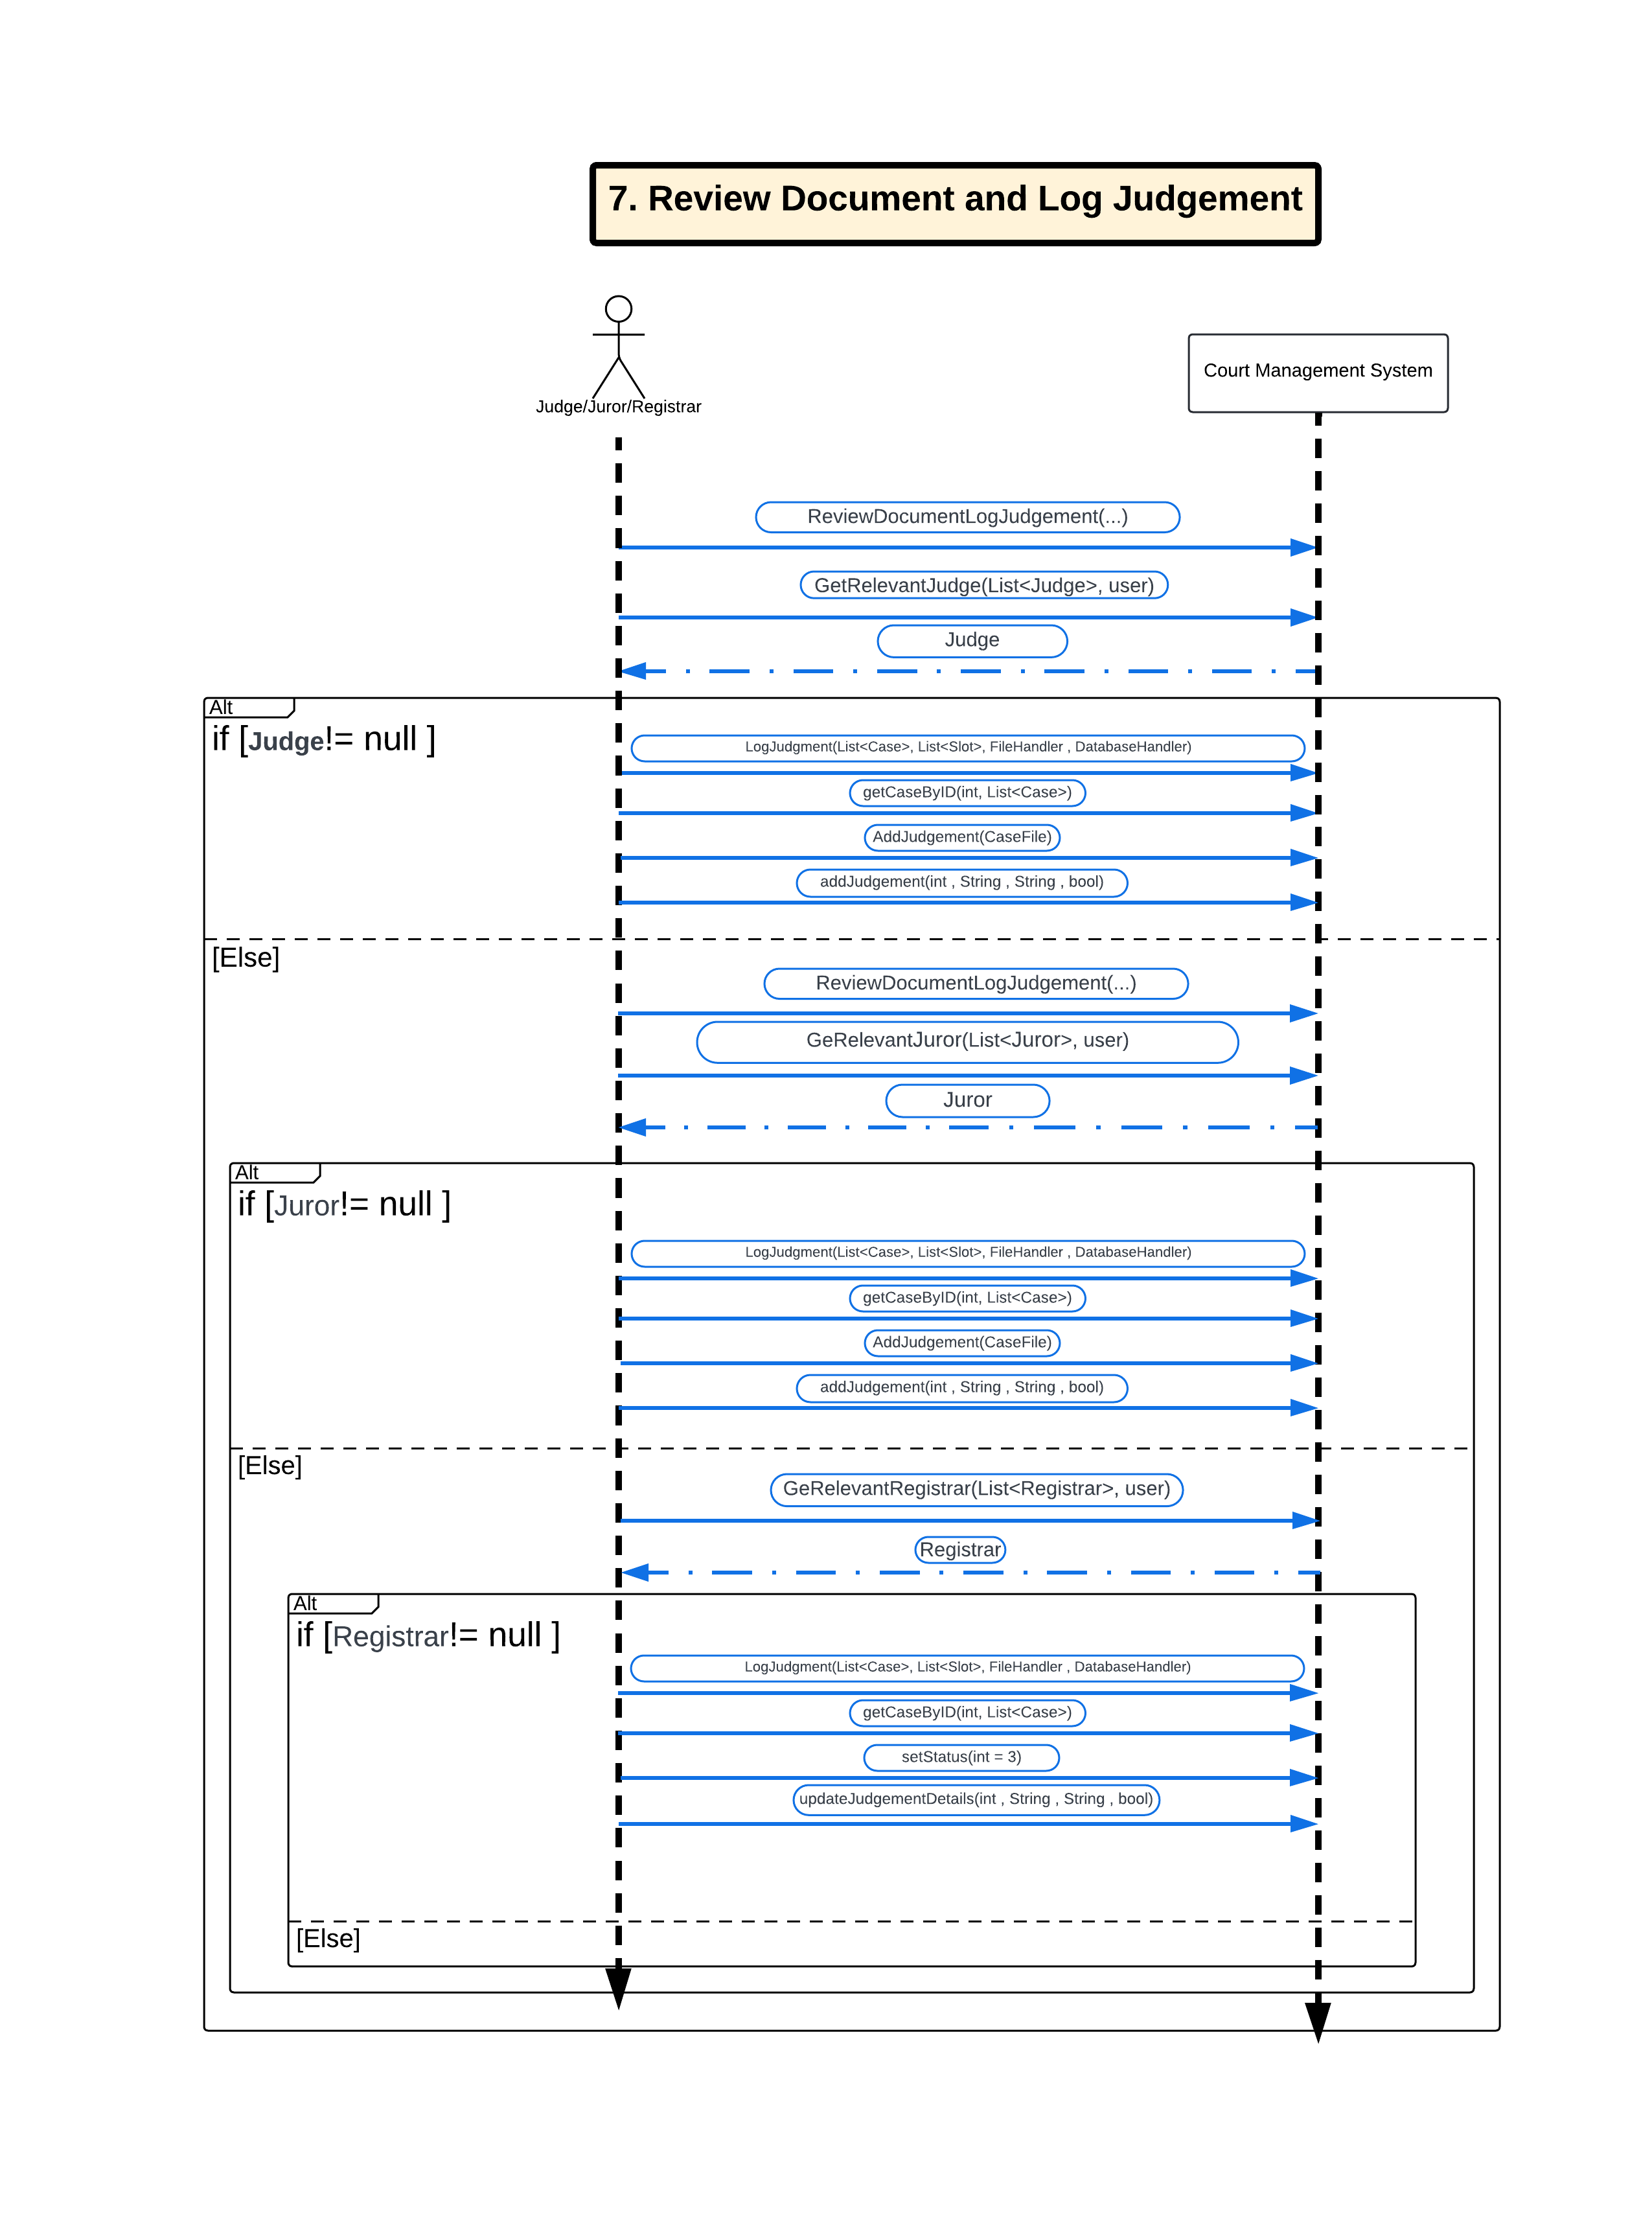 7. Review Document and Log Judgement
Judge/Juror/Registrar
Court Management System
ReviewDocumentLogJudgement(...)
GetRelevantJudge(List<Judge>, user)
Judge
Alt
if [Judge!= null ]
LogJudgment(List<Case>, List<Slot>, FileHandler , DatabaseHandler)
getCaseByID(int, List<Case>)
AddJudgement(CaseFile)
addJudgement(int , String , String , bool)
[Else]
ReviewDocumentLogJudgement(...)
GeRelevantJuror(List<Juror>, user)
Juror
Alt
if [Juror!= null ]
LogJudgment(List<Case>, List<Slot>, FileHandler , DatabaseHandler)
getCaseByID(int, List<Case>)
AddJudgement(CaseFile)
addJudgement(int , String , String , bool)
[Else]
GeRelevantRegistrar(List<Registrar>, user)
Registrar
Alt
if [Registrar!= null ]
LogJudgment(List<Case>, List<Slot>, FileHandler , DatabaseHandler)
getCaseByID(int, List<Case>)
setStatus(int = 3)
updateJudgementDetails(int , String , String , bool)
[Else]